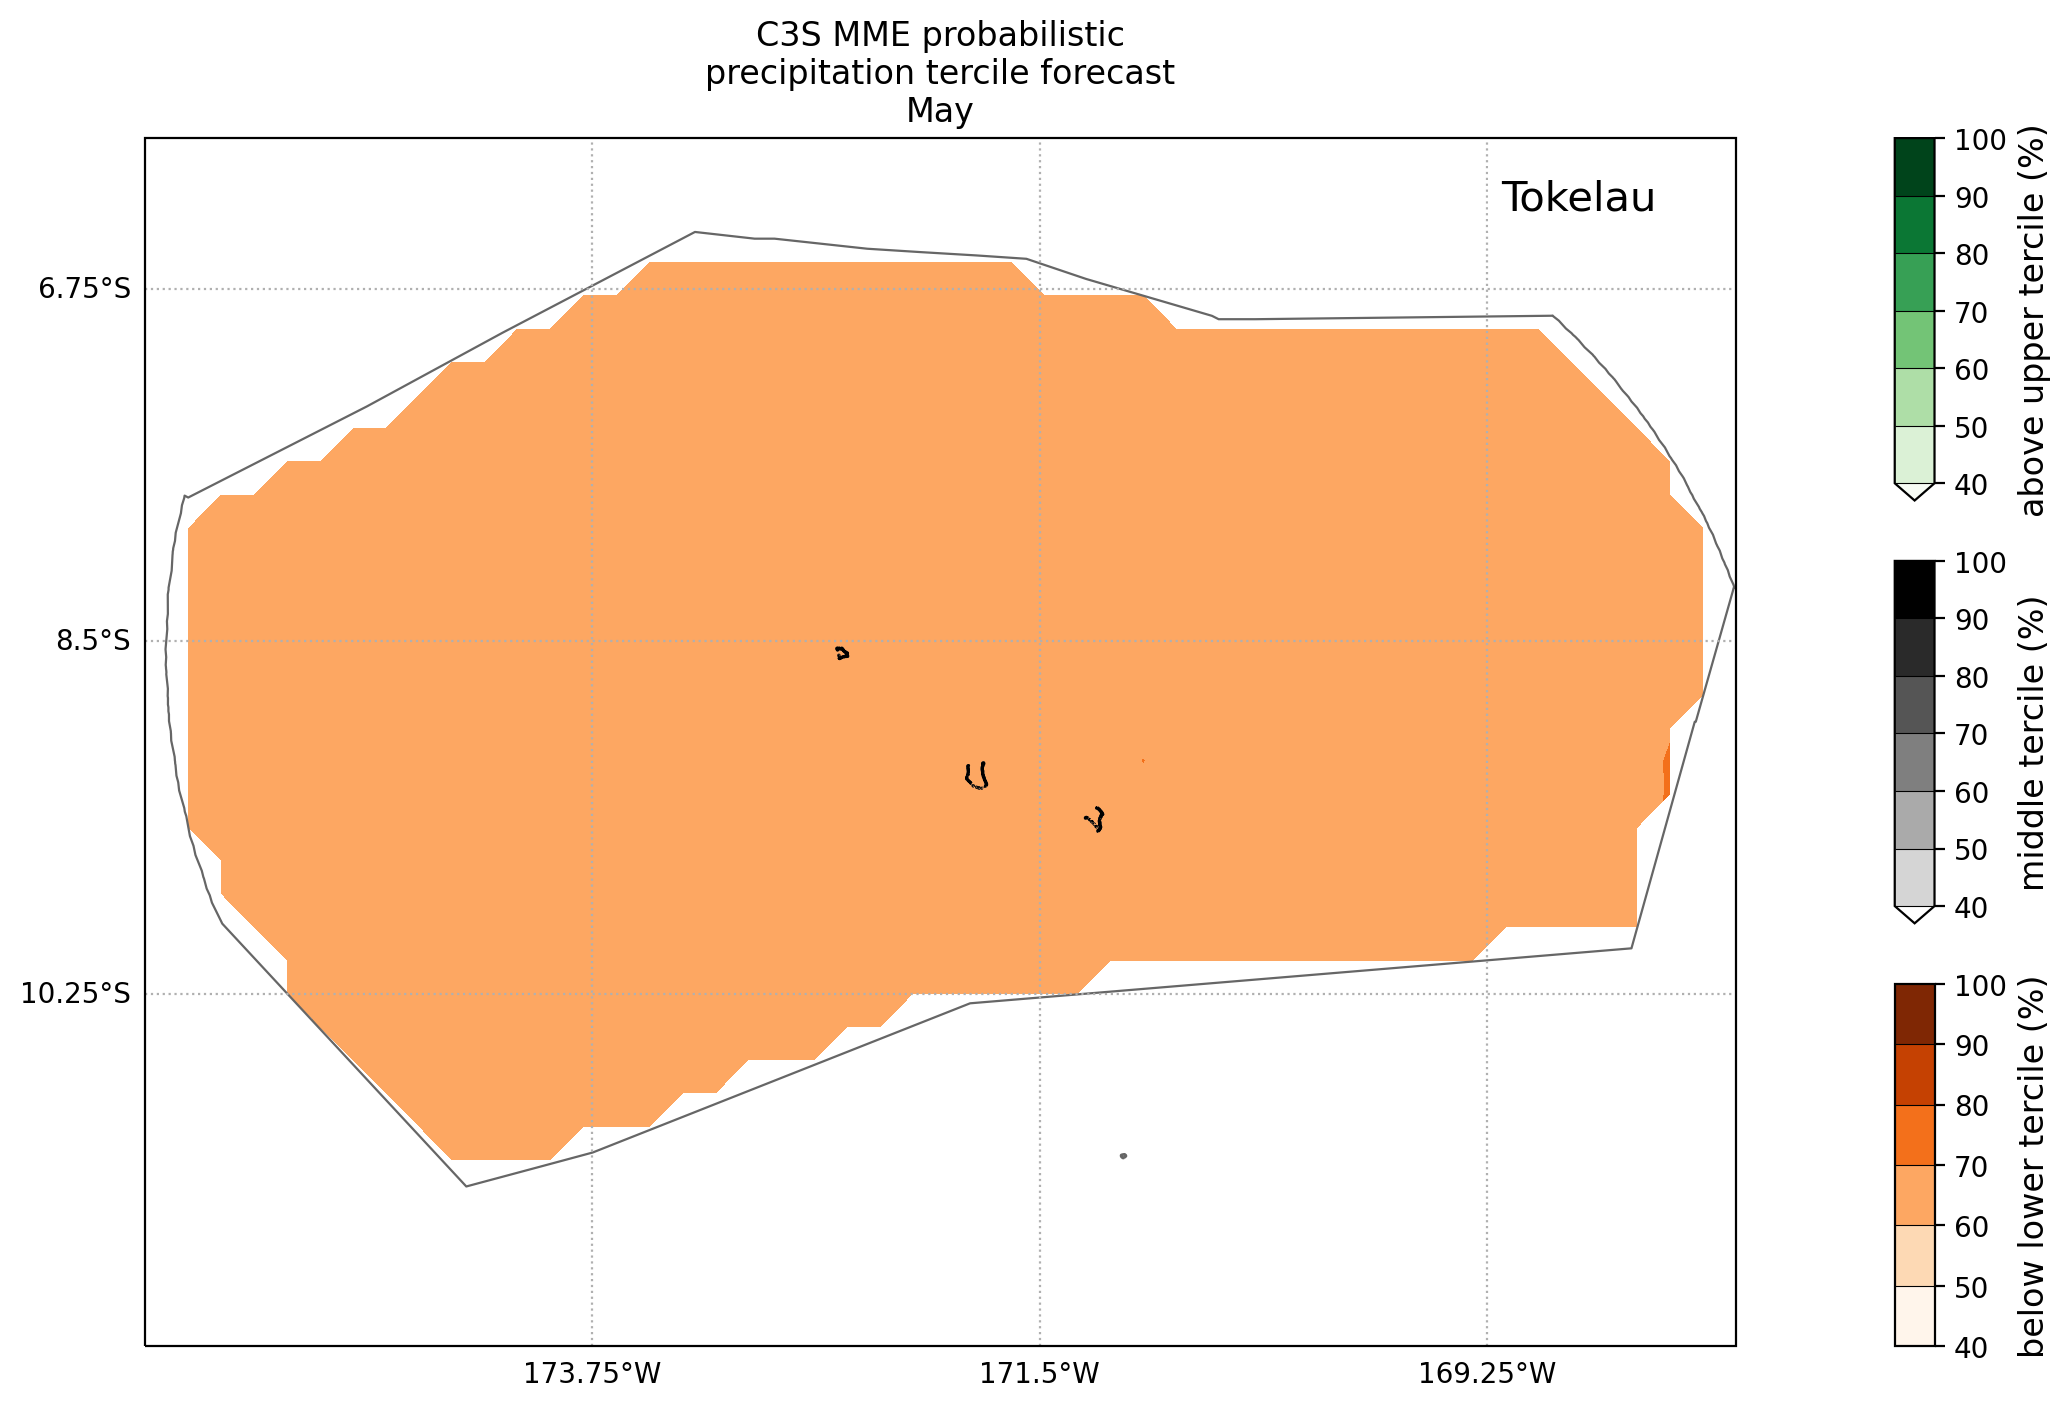 C3S MME probabilistic
precipitation tercile forecast
May
Tokelau
6.75°S
8.5°S
10.25°S
173.75°W
171.5°W
169.25°W
100
90
80
70
60
50
40
above upper tercile (%)
100
90
80
70
60
50
40
middle tercile (%)
100
90
80
70
60
50
40
below lower tercile (%)